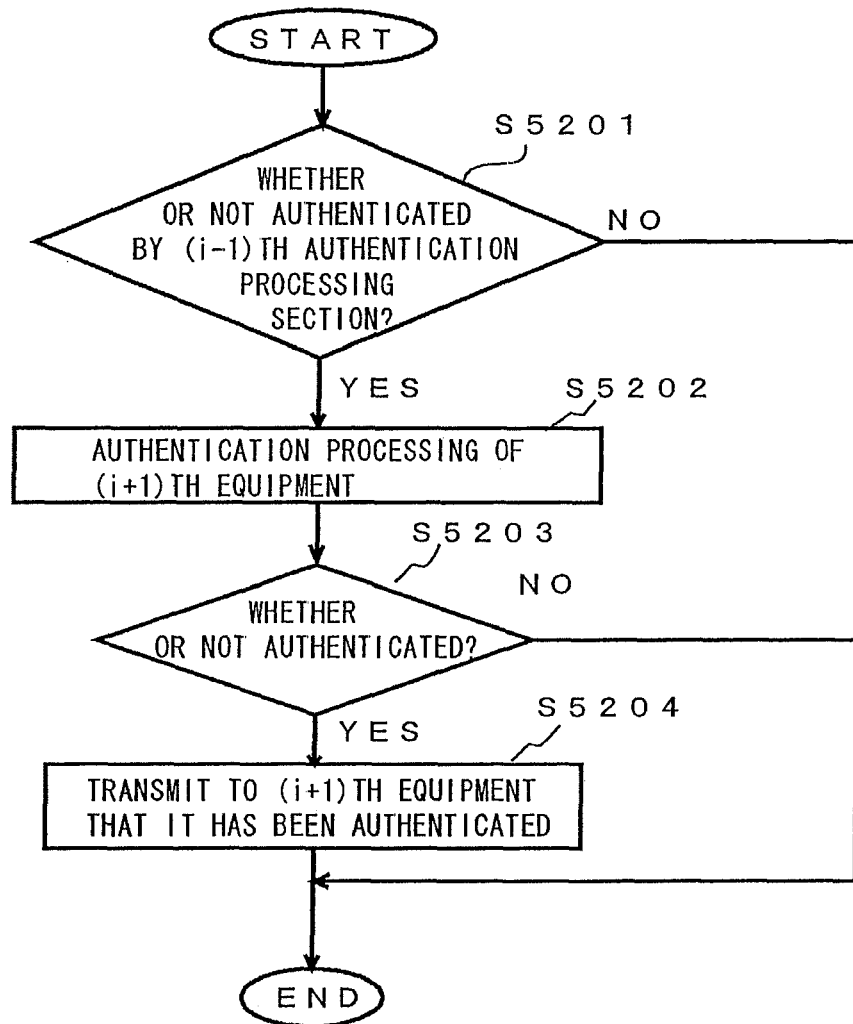 START
S5201
WHETHER
OR NOT AUTHENTICATED
BY (i-1)TH AUTHENTICATION
PROCESSING
SECTION?
NO
YES
S5202
AUTHENTICATION PROCESSING OF
(i+1)TH EQUIPMENT
S5203
NO
WHETHER
OR NOT AUTHENTICATED?
YES
S5204
TRANSMIT TO (i+1)TH EQUIPMENT
THAT IT HAS BEEN AUTHENTICATED
END